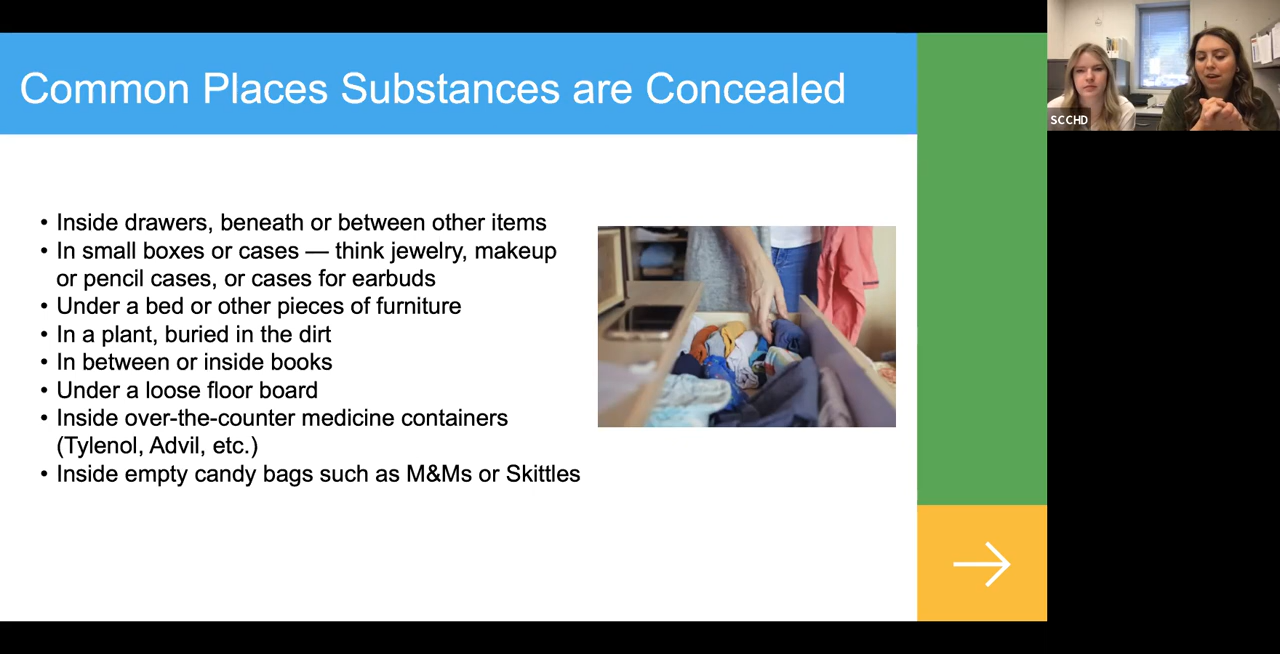 Common Places Substances are Concealed
SCCHD
• Inside drawers, beneath or between other items
• In small boxes or cases — think jewelry, makeup
or pencil cases, or cases for earbuds
• Under a bed or other pieces of furniture
• In a plant, buried in the dirt
• In between or inside books
• Under a loose floor board
• Inside over-the-counter medicine containers
(Tylenol, Advil, etc.)
• Inside empty candy bags such as M&Ms or Skittles